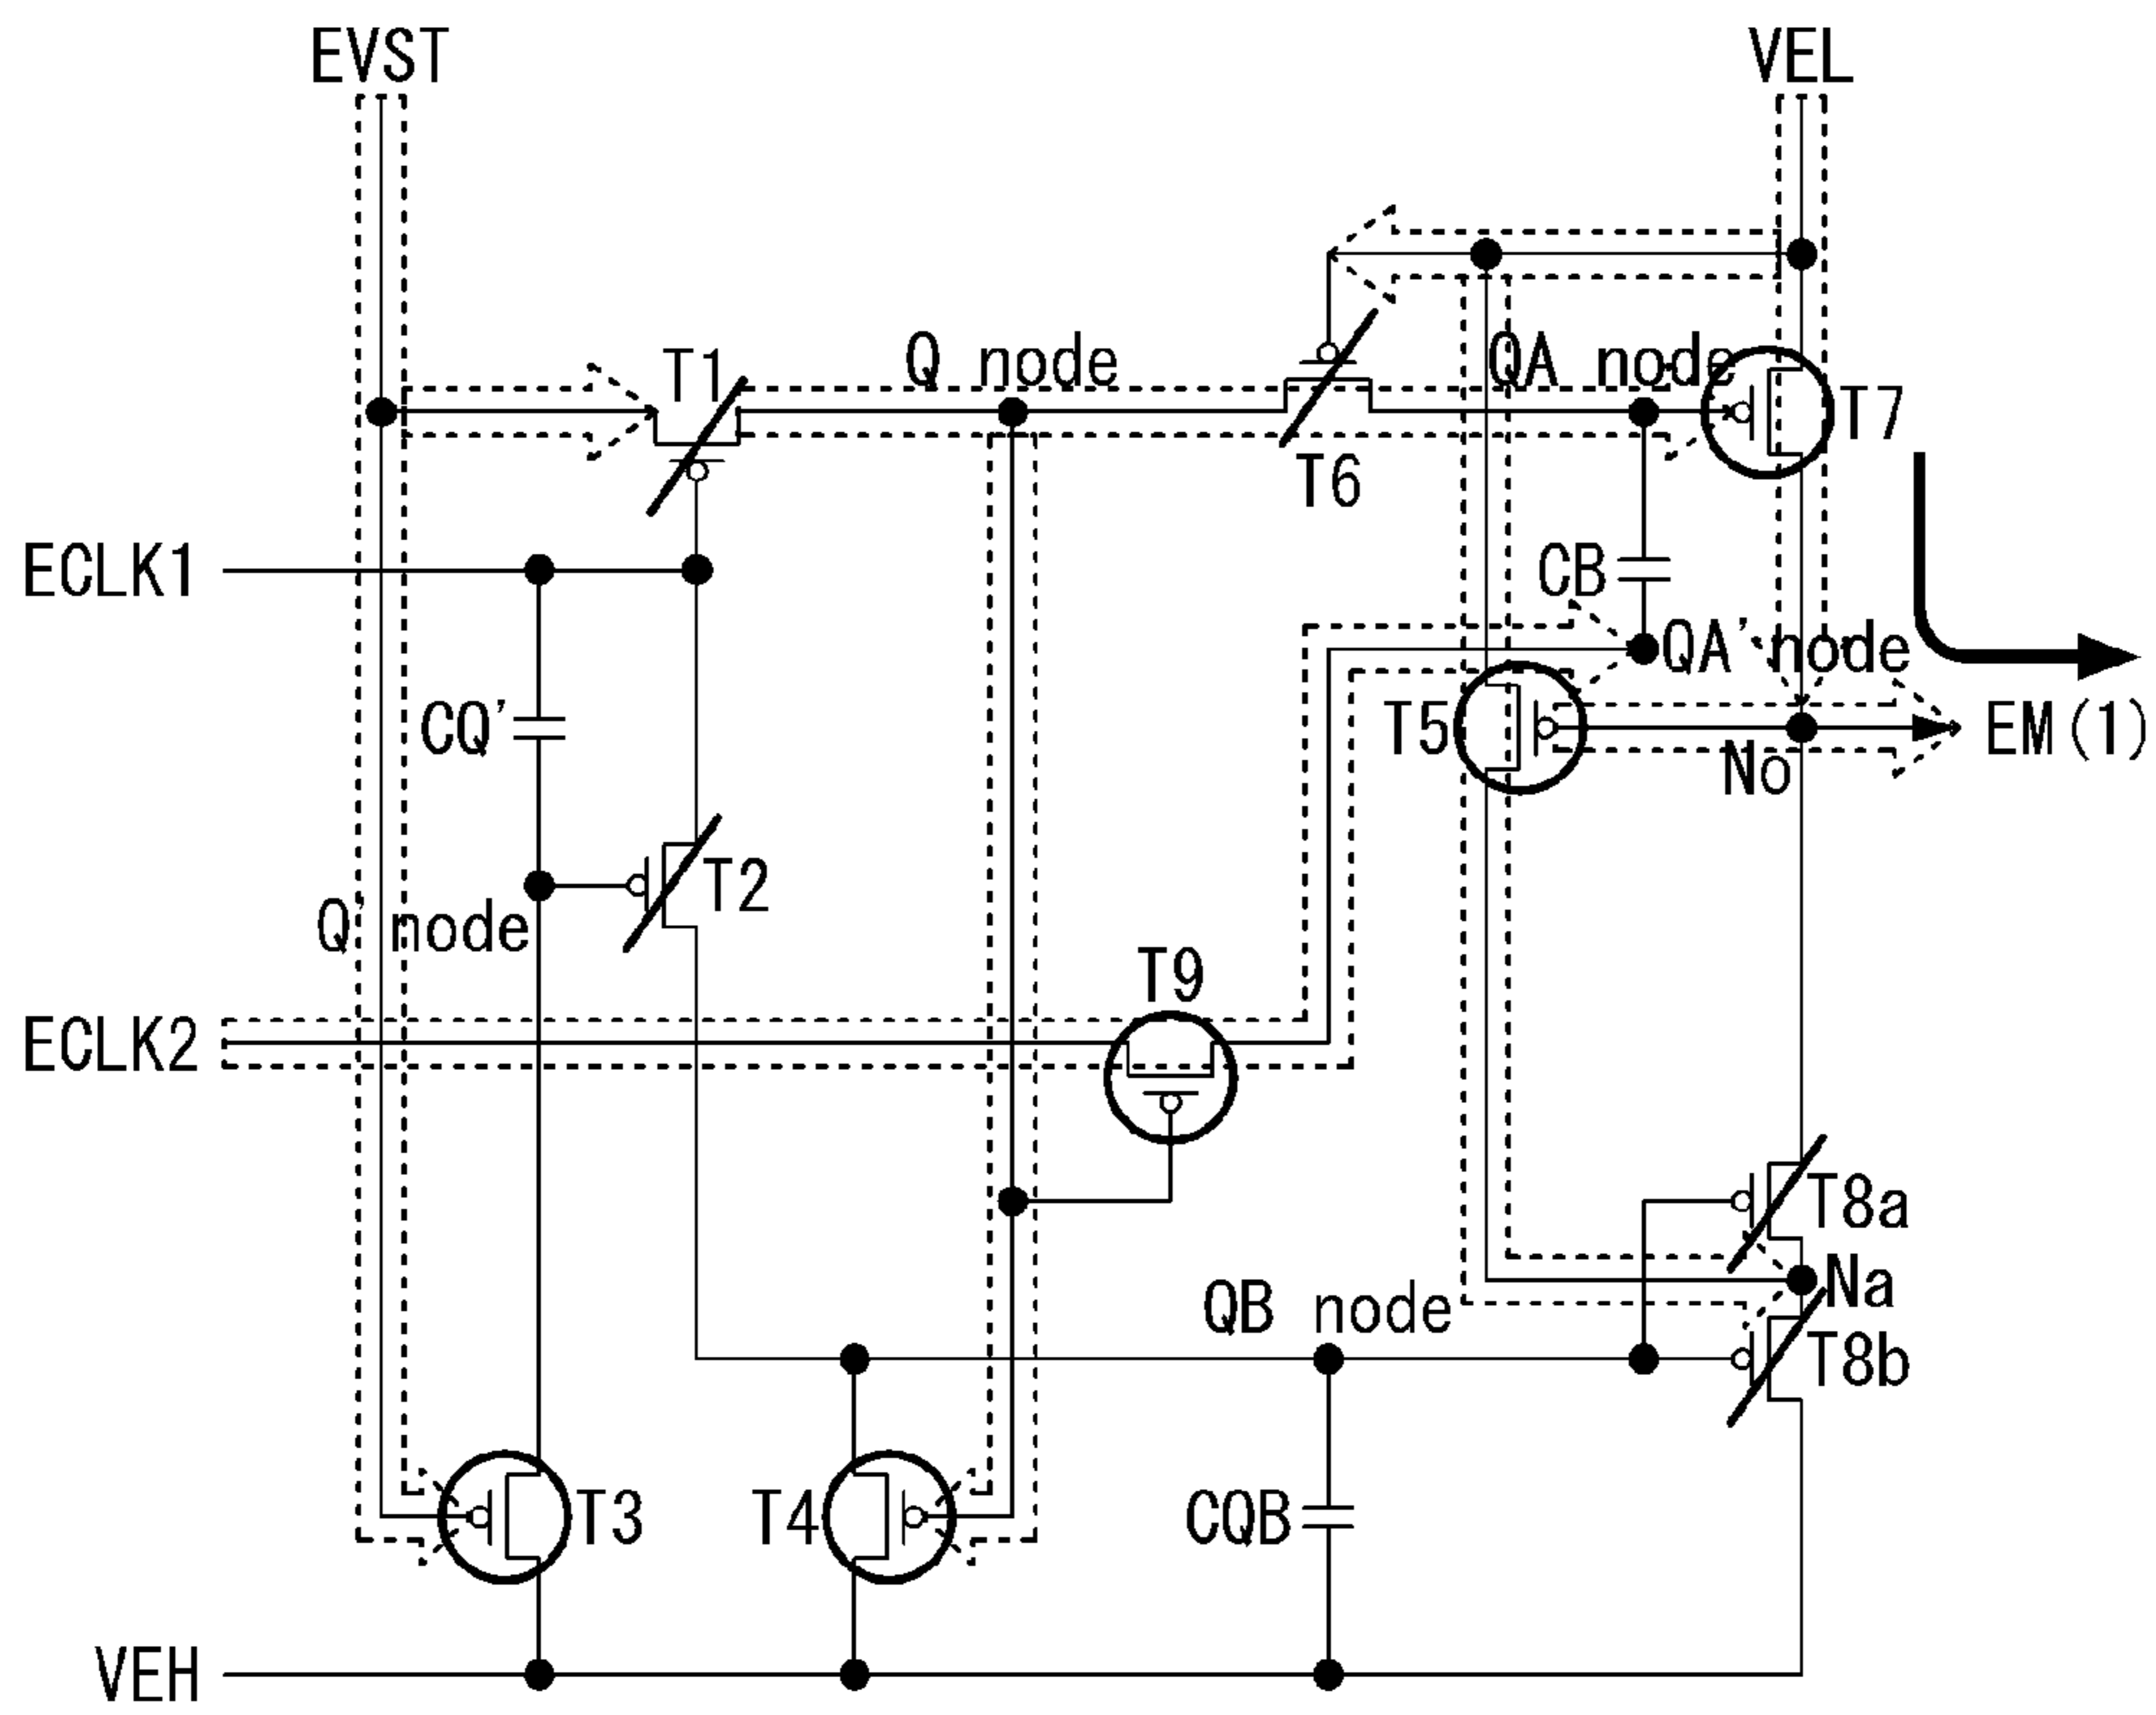 EVST
VEL
T1
Q node
QA node
T7
T6
ECLK1
CB
QA' node
CQ'
T5
No
EM(1)
T2
Q' node
T9
ECLK2
T8a
Na
QB node
T8b
T3
T4
CQB
VEH